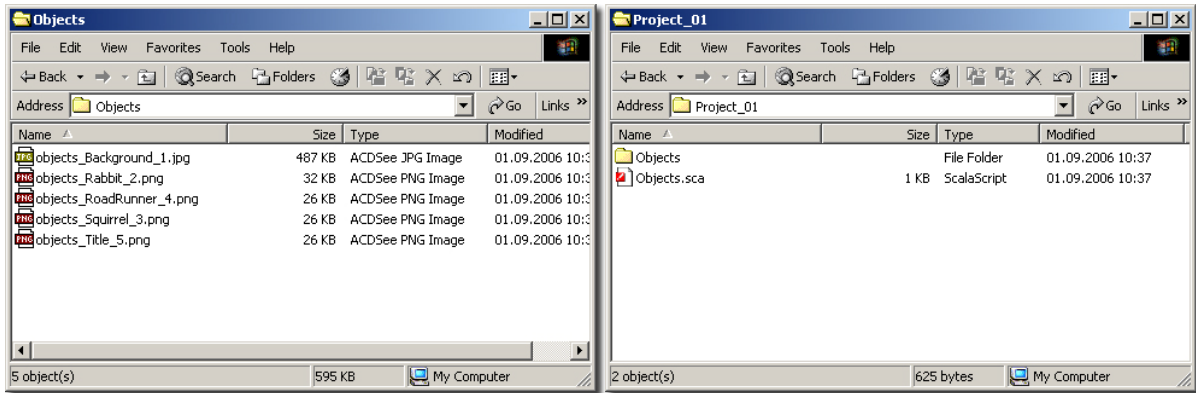 Objects
File Edit View Favorites Tools Help
Back Search Folders
Address Objects Go Links »
Name Size Type Modified
objects_Background_1.jpg 487 KB ACDSee JPG Image 01.09.2006 10:3
objects_Rabbit_2.png 32 KB ACDSee PNG Image 01.09.2006 10:3
objects_RoadRunner_4.png 26 KB ACDSee PNG Image 01.09.2006 10:3
objects_Squirrel_3.png 26 KB ACDSee PNG Image 01.09.2006 10:3
objects_Title_5.png 26 KB ACDSee PNG Image 01.09.2006 10:3
5 object(s) 595 KB My Computer
Project_01
File Edit View Favorites Tools Help
Back Search Folders
Address Project_01 Go Links »
Name Size Type Modified
Objects File Folder 01.09.2006 10:37
Objects.sca 1 KB ScalaScript 01.09.2006 10:37
2 object(s) 625 bytes My Computer